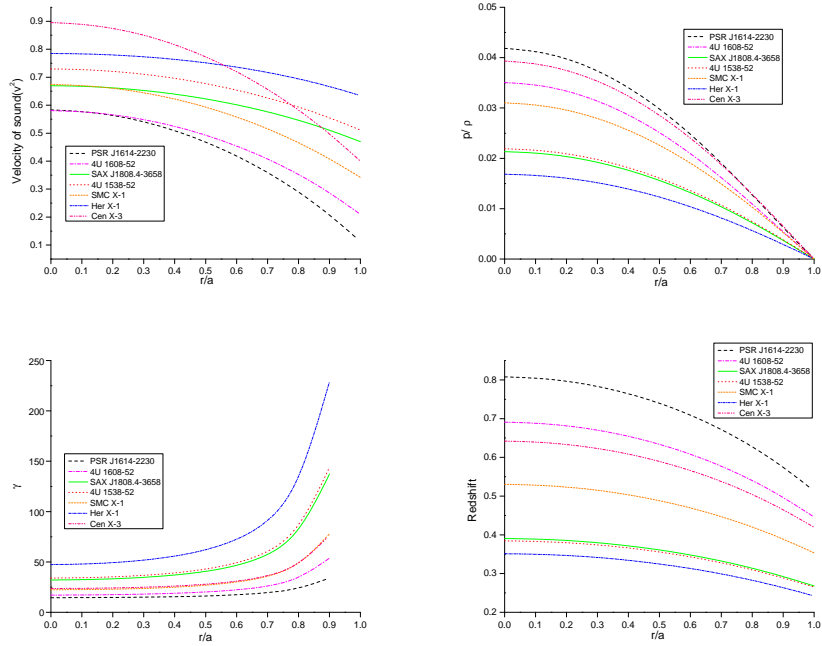 Velocity of sound(v²)
1.0
0.9
0.8
0.7
0.6
0.5
0.4
0.3
0.2
0.1
PSR J1614-2230
4U 1608-52
SAX J1808.4-3658
4U 1538-52
SMC X-1
Her X-1
Cen X-3
0.0 0.1 0.2 0.3 0.4 0.5 0.6 0.7 0.8 0.9 1.0
r/a
p/ ρ
0.05
0.04
0.03
0.02
0.01
0.00
PSR J1614-2230
4U 1608-52
SAX J1808.4-3658
4U 1538-52
SMC X-1
Her X-1
Cen X-3
0.0 0.1 0.2 0.3 0.4 0.5 0.6 0.7 0.8 0.9 1.0
r/a
γ
250
200
150
100
50
0
PSR J1614-2230
4U 1608-52
SAX J1808.4-3658
4U 1538-52
SMC X-1
Her X-1
Cen X-3
0.0 0.1 0.2 0.3 0.4 0.5 0.6 0.7 0.8 0.9 1.0
r/a
Redshift
0.8
0.7
0.6
0.5
0.4
0.3
0.2
PSR J1614-2230
4U 1608-52
SAX J1808.4-3658
4U 1538-52
SMC X-1
Her X-1
Cen X-3
0.0 0.1 0.2 0.3 0.4 0.5 0.6 0.7 0.8 0.9 1.0
r/a